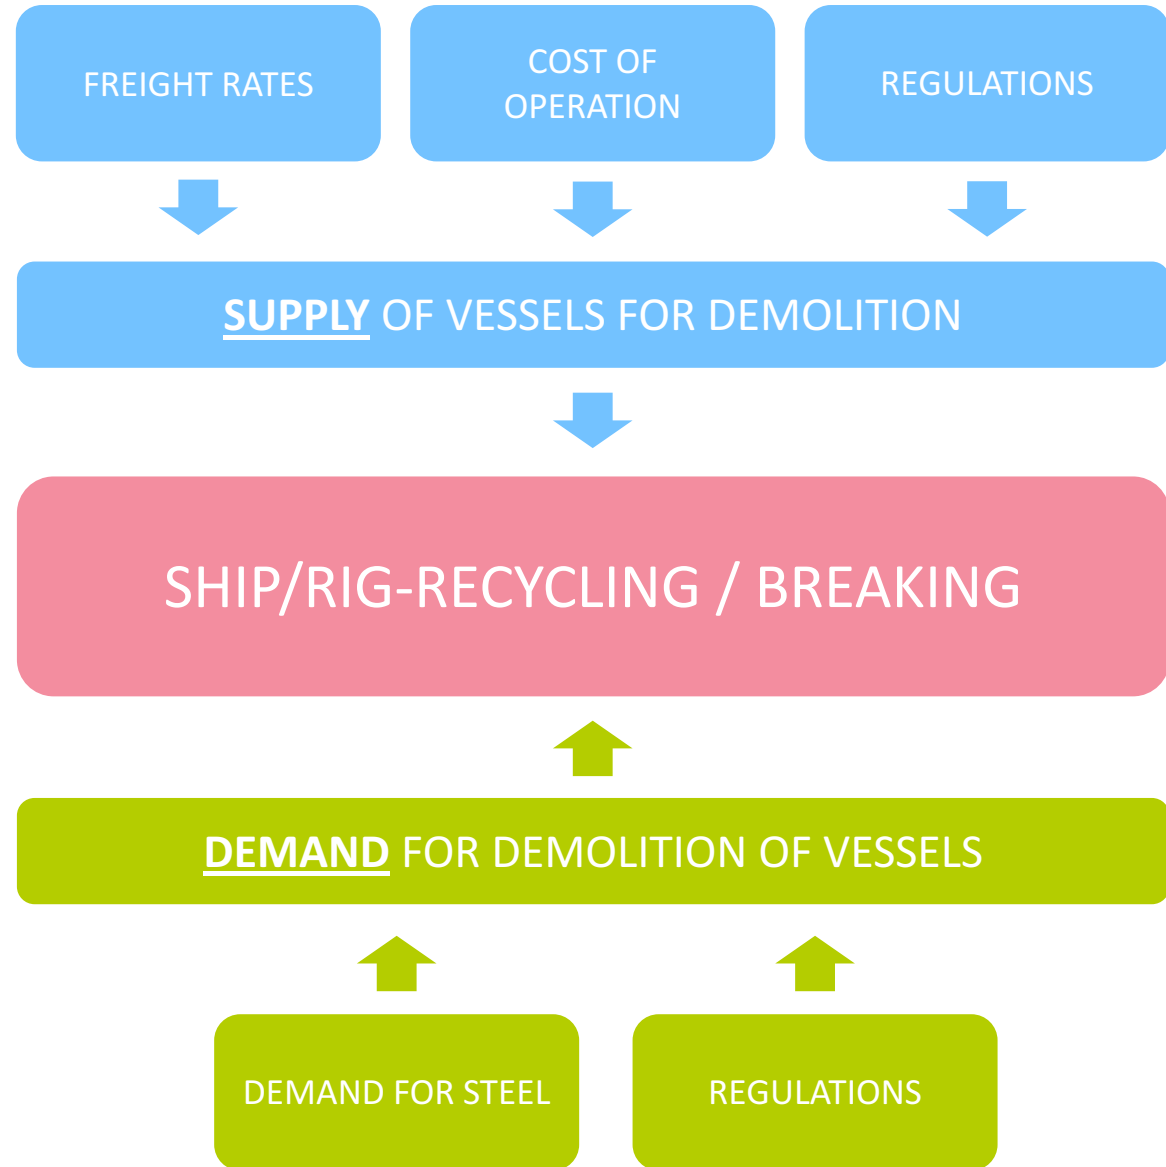 FREIGHT RATES
COST OF
OPERATION
REGULATIONS
SUPPLY OF VESSELS FOR DEMOLITION
SHIP/RIG-RECYCLING / BREAKING
DEMAND FOR DEMOLITION OF VESSELS
DEMAND FOR STEEL
REGULATIONS